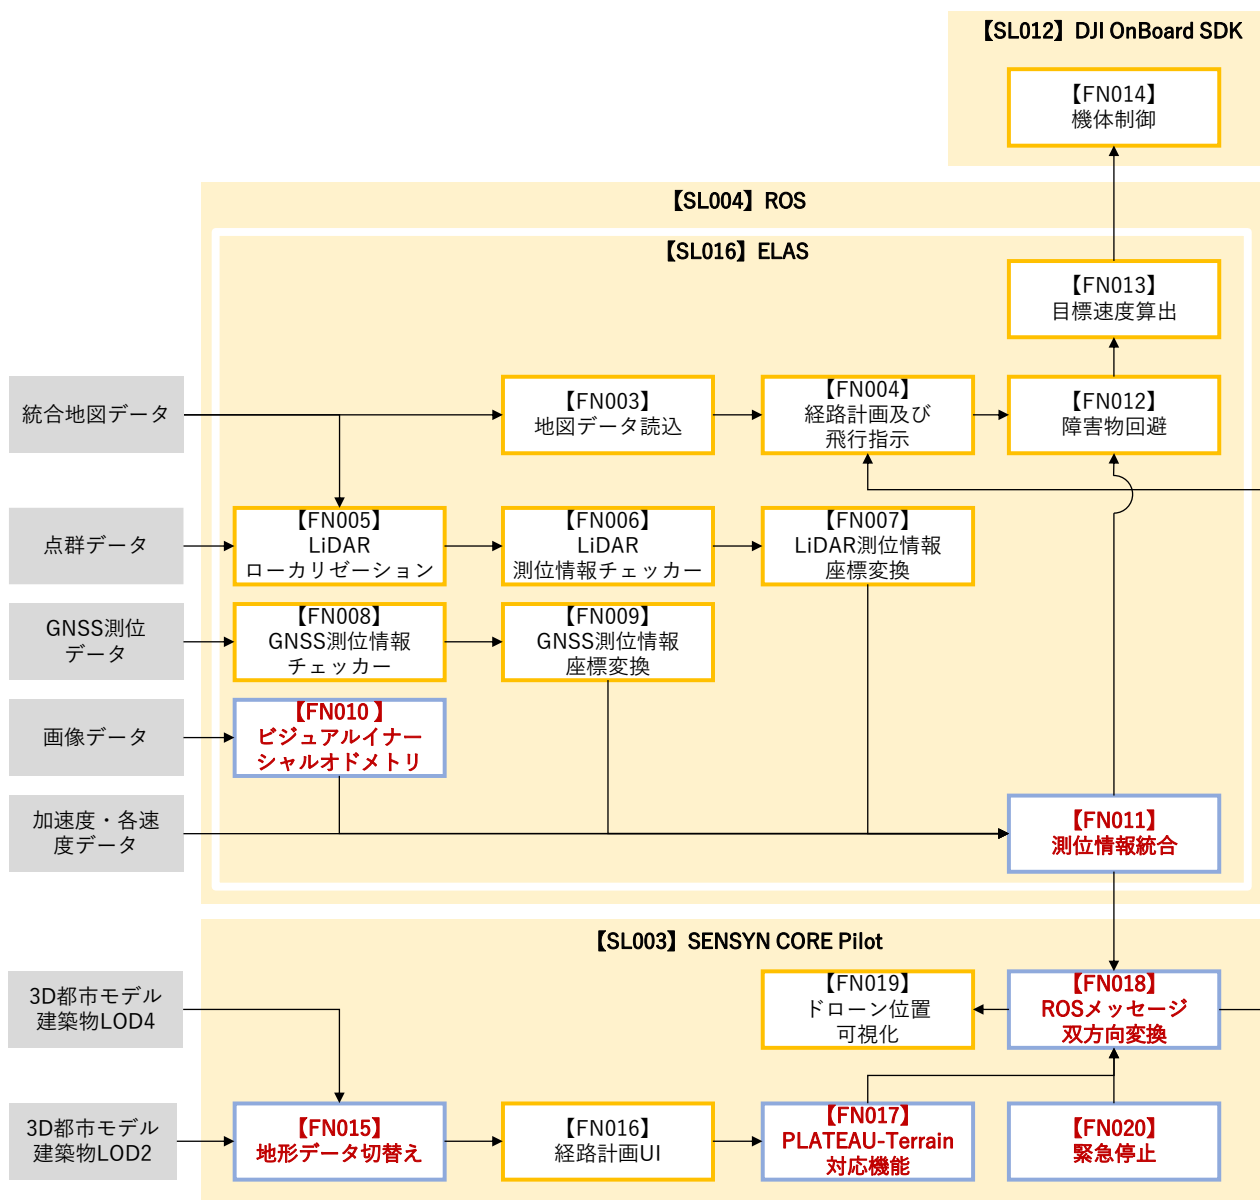 【SL012】DJI OnBoard SDK
【FN014】
機体制御
【SL004】ROS
【SL016】ELAS
【FN013】
目標速度算出
統合地図データ
【FN003】
地図データ読込
【FN004】
経路計画及び
飛行指示
【FN012】
障害物回避
点群データ
【FN005】
LiDAR
ローカリゼーション
【FN006】
LiDAR
測位情報チェッカー
【FN007】
LiDAR測位情報
座標変換
GNSS測位
データ
【FN008】
GNSS測位情報
チェッカー
【FN009】
GNSS測位情報
座標変換
画像データ
【FN010 】
ビジュアルイナー
シャルオドメトリ
加速度・各速
度データ
【FN011】
測位情報統合
【SL003】SENSYN CORE Pilot
3D都市モデル
建築物LOD4
【FN019】
ドローン位置
可視化
【FN018】
ROSメッセージ
双方向変換
3D都市モデル
建築物LOD2
【FN015】
地形データ切替え
【FN016】
経路計画UI
【FN017】
PLATEAU-Terrain
対応機能
【FN020】
緊急停止